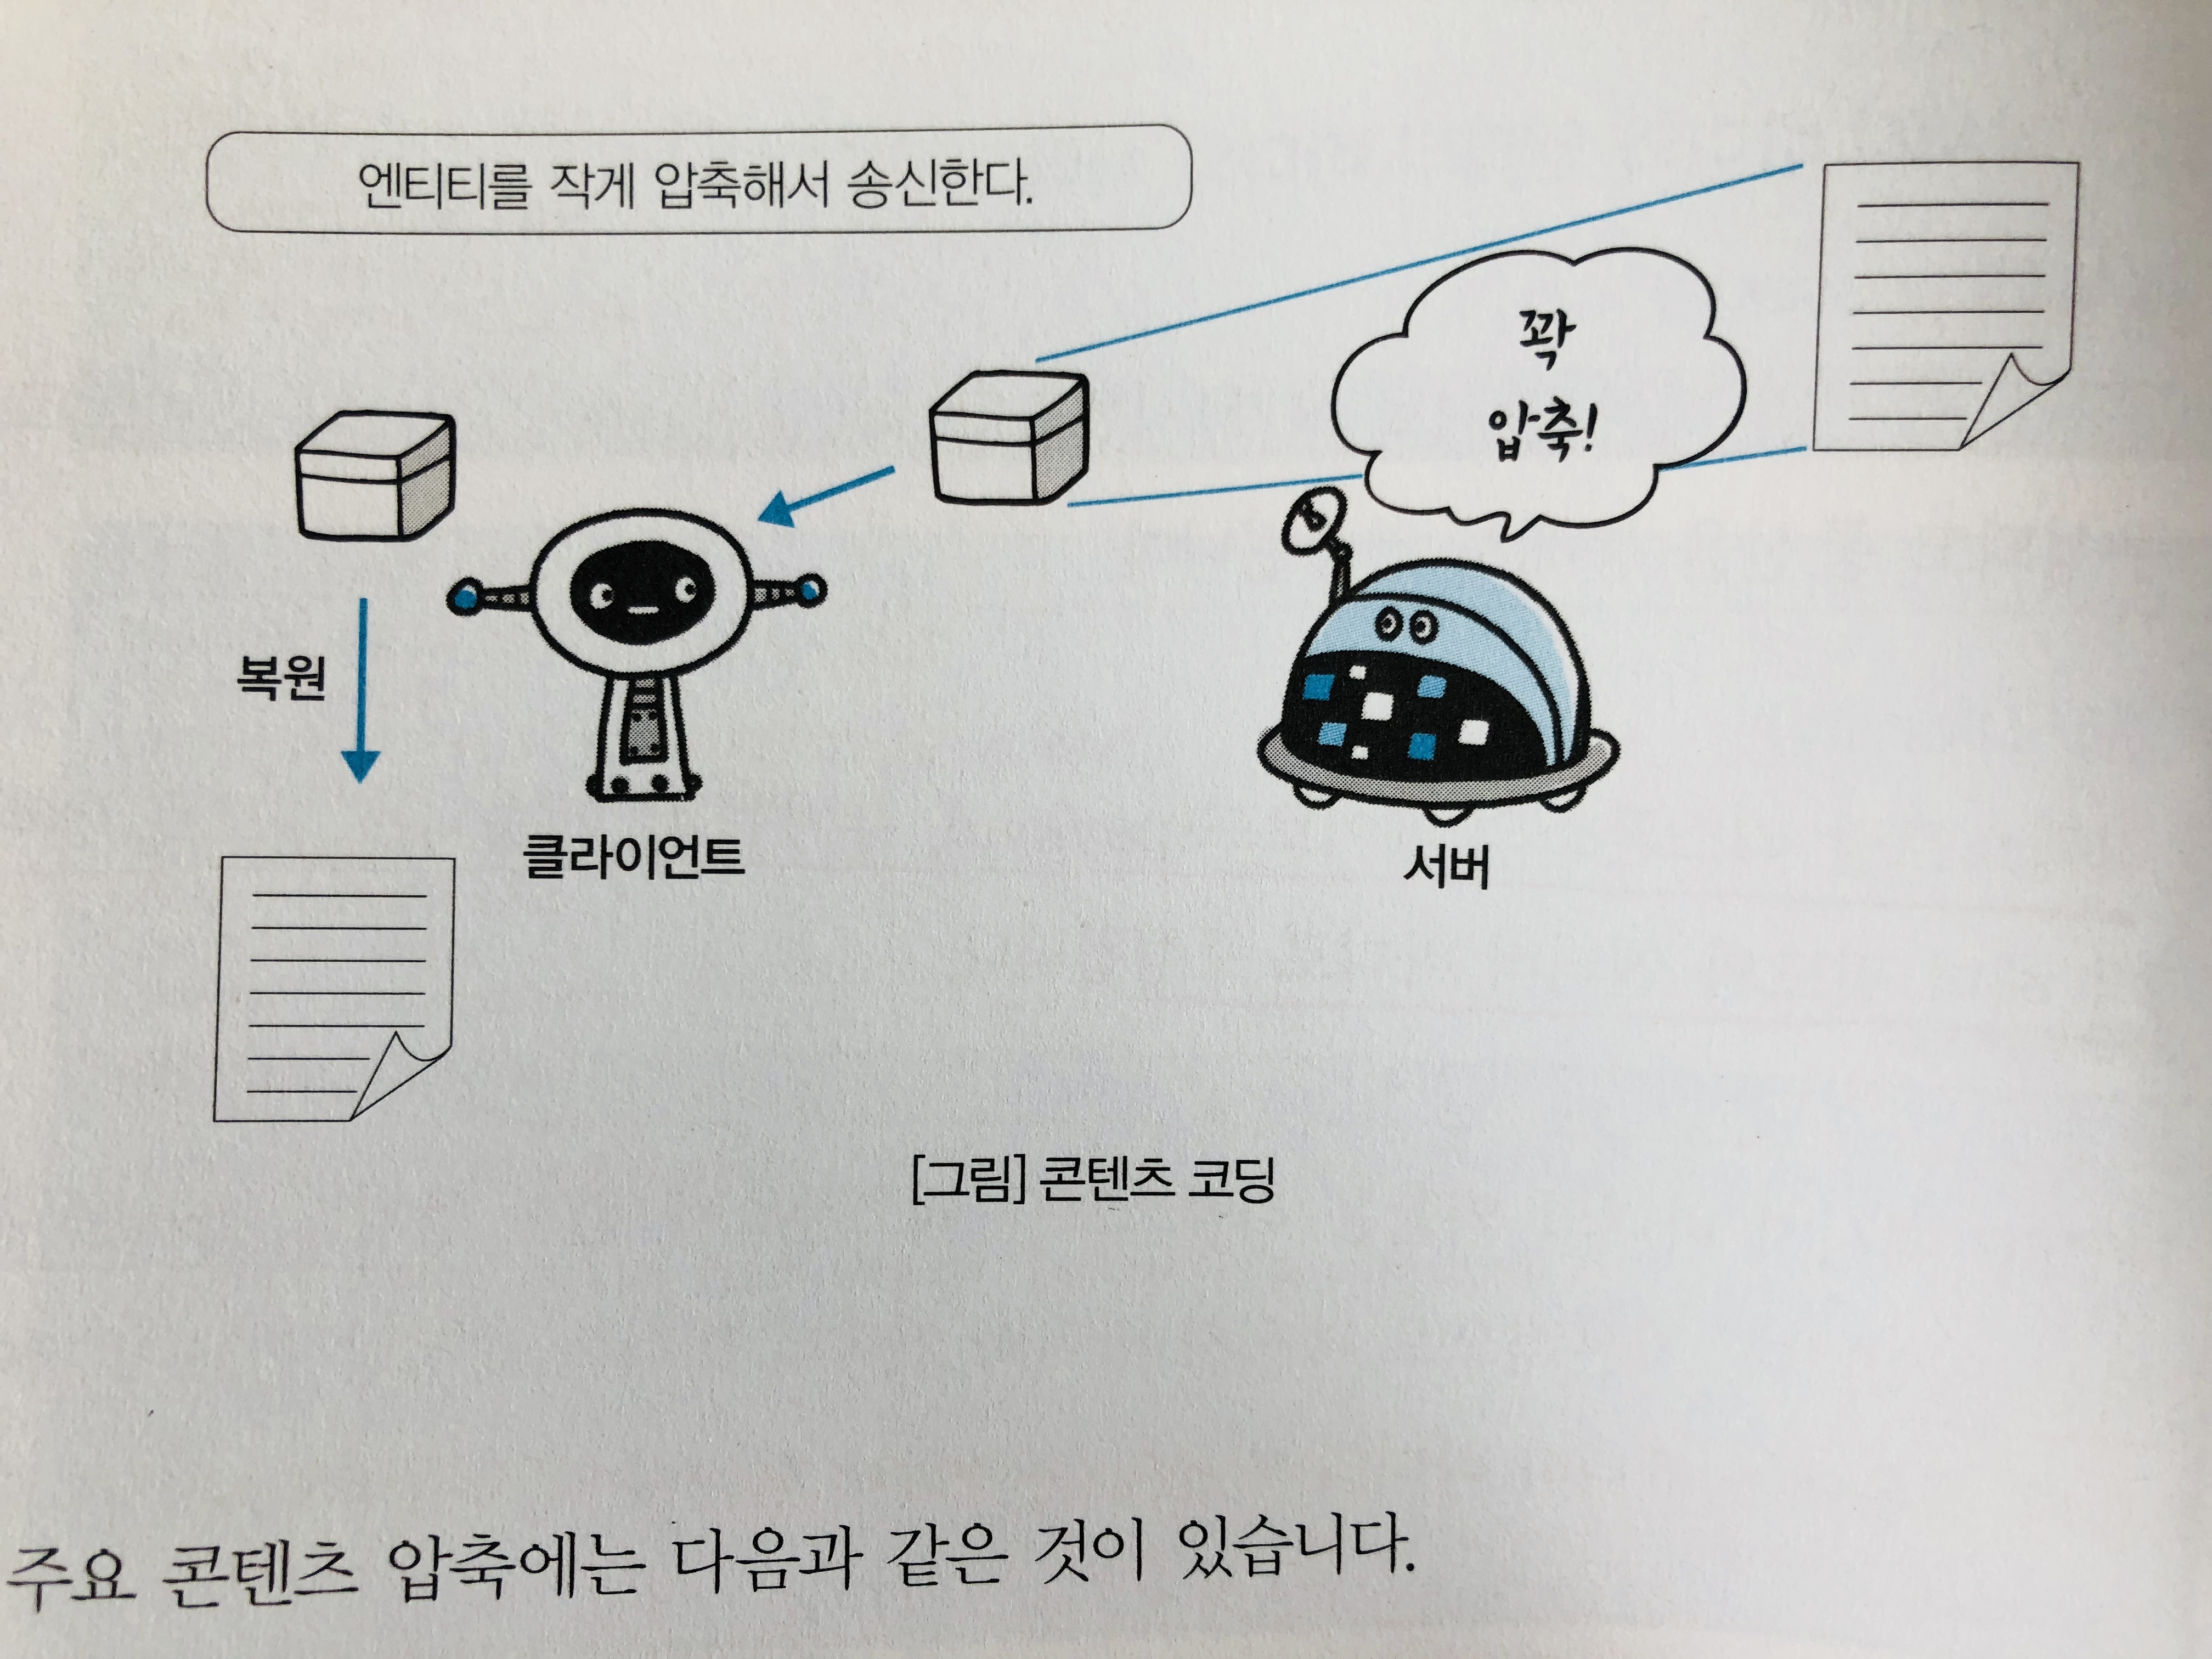 엔티티를 작게 압축해서 송신한다.
꽉
압축!
복원
클라이언트
서버
[그림] 콘텐츠 코딩
주요 콘텐츠 압축에는 다음과 같은 것이 있습니다.